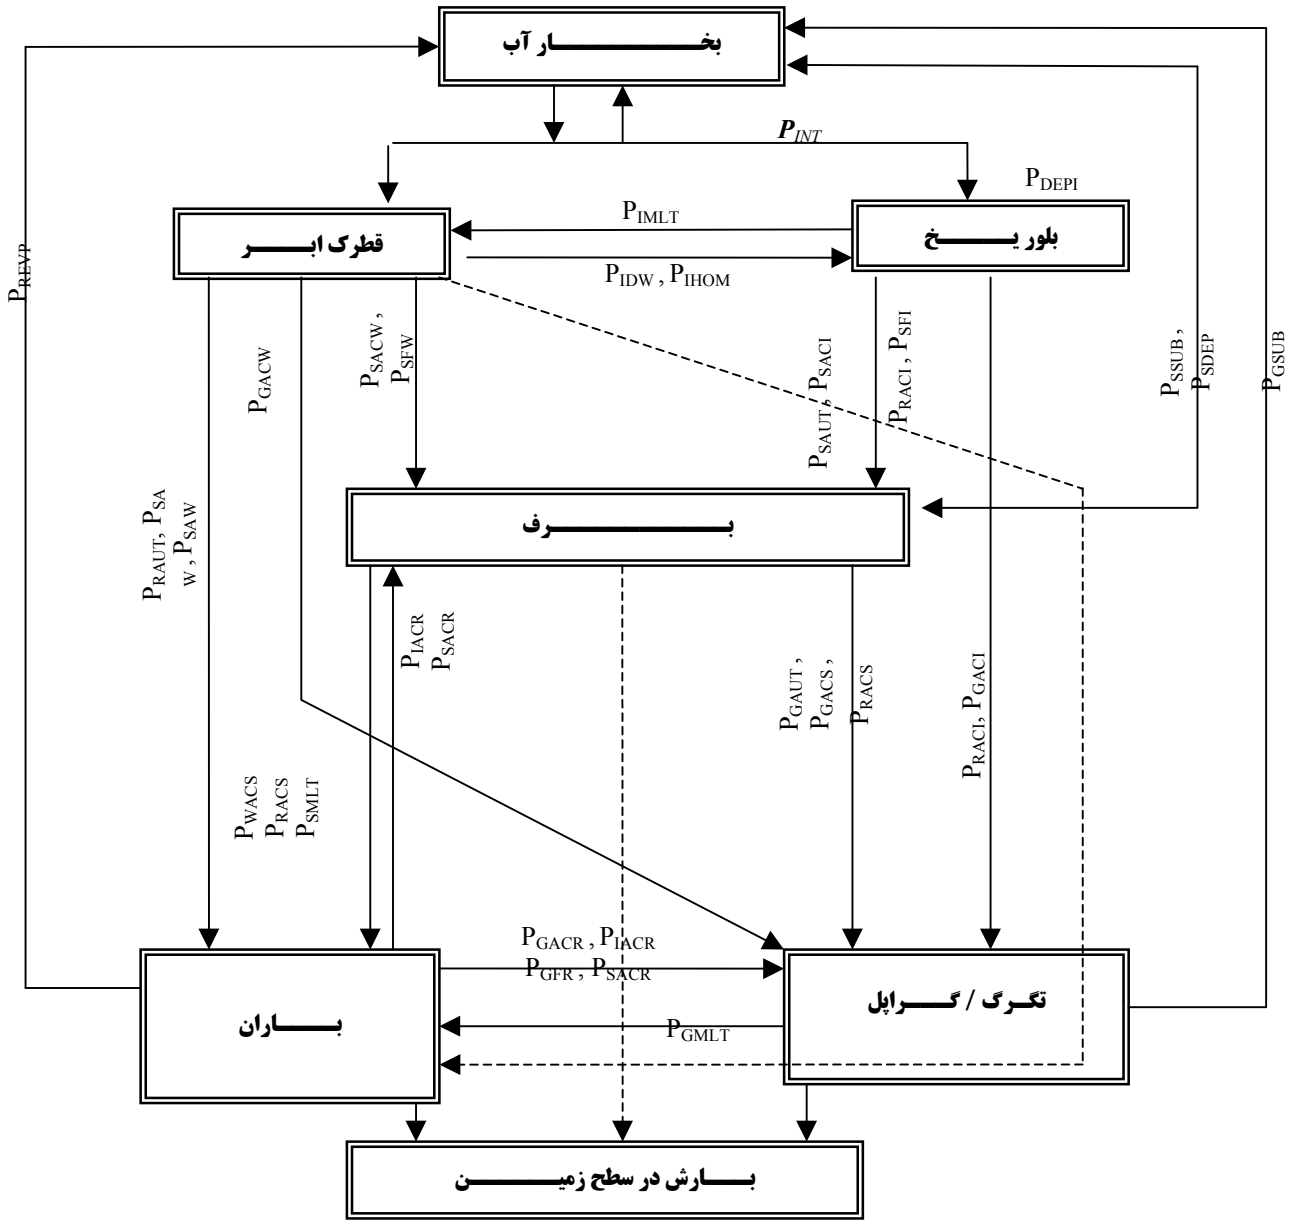 بخار آب
P_INT
P_DEPI
قطرک ابر
P_IMLT
بلور یخ
P_IDW , P_IHOM
P_REVP
P_GACW
P_SACW ,
P_SFW
P_SAUT , P_SACI
P_RACI , P_SFI
P_SSUB ,
P_SDEP
P_GSUB
برف
P_RAUT, P_SA
W , P_SAW
P_IACR
P_SACR
P_GAUT ,
P_GACS ,
P_RACS
P_RACI, P_GACI
P_WACS
P_RACS
P_SMLT
P_GACR , P_IACR
P_GFR , P_SACR
باران
تگرگ / گراپل
P_GMLT
بارش در سطح زمین